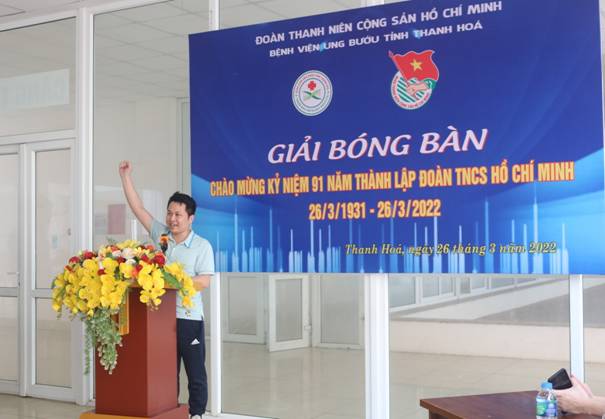 ĐOÀN THANH NIÊN CỘNG SẢN HỒ CHÍ MINH
BỆNH VIỆN UNG BƯỚU TỈNH THANH HOÁ
GIẢI BÓNG BÀN
CHÀO MỪNG KỶ NIỆM 91 NĂM THÀNH LẬP ĐOÀN TNCS HỒ CHÍ MINH
26/3/1931 - 26/3/2022
Thanh Hoá, ngày 26 tháng 3 năm 2022